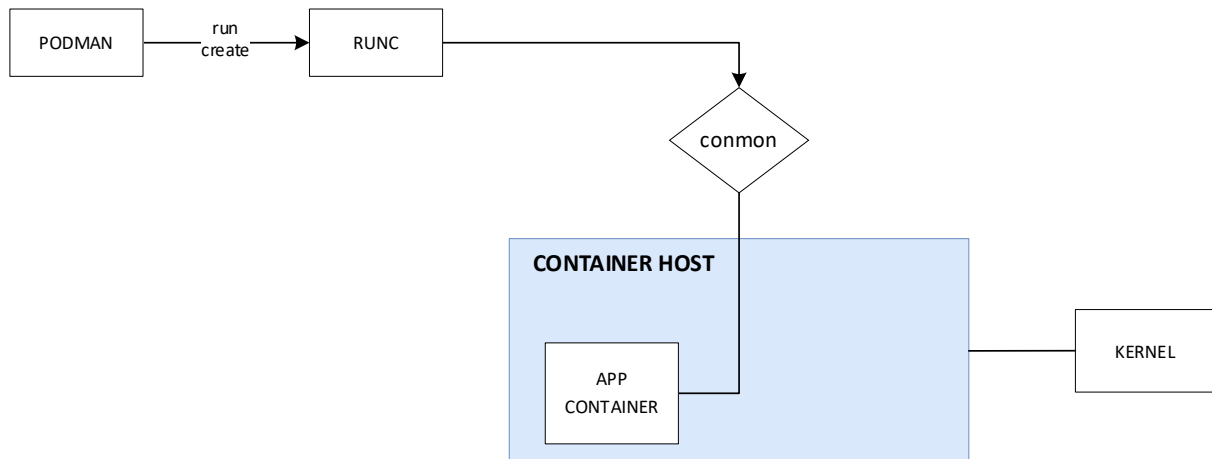 PODMAN
run
create
RUNC
conmon
CONTAINER HOST
APP
CONTAINER
KERNEL